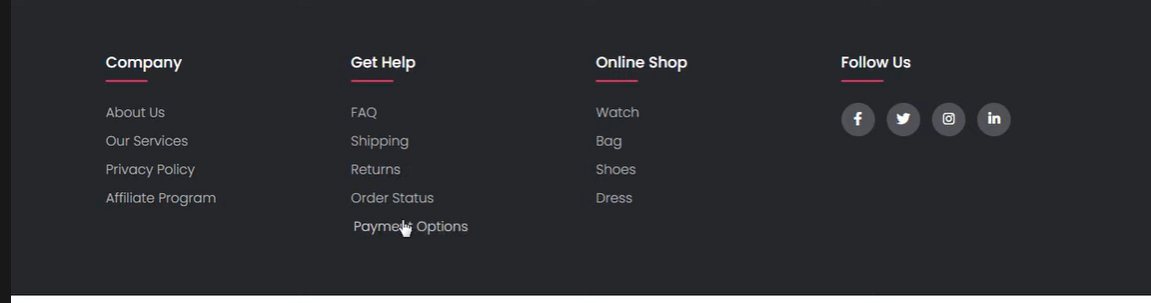 Company
About Us
Our Services
Privacy Policy
Affiliate Program
Get Help
FAQ
Shipping
Returns
Order Status
Payment Options
Online Shop
Watch
Bag
Shoes
Dress
Follow Us